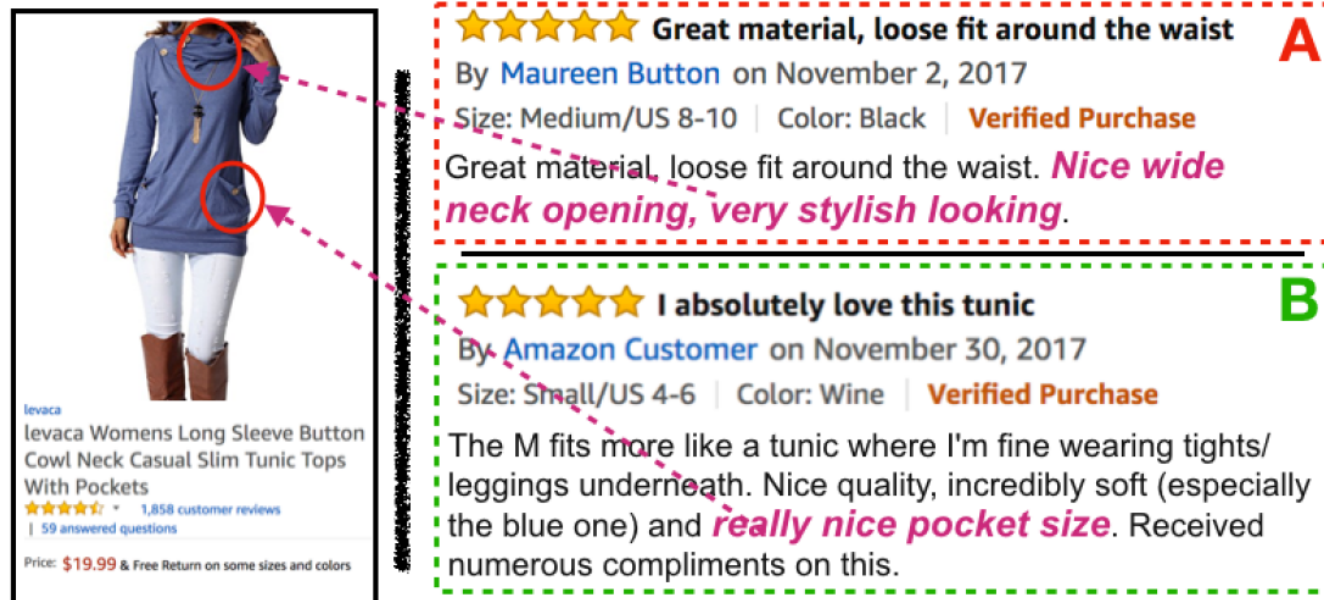 levaca
levaca Womens Long Sleeve Button
Cowl Neck Casual Slim Tunic Tops
With Pockets
1,858 customer reviews
| 59 answered questions
Price: $19.99 & Free Return on some sizes and colors
A
Great material, loose fit around the waist
By Maureen Button on November 2, 2017
Size: Medium/US 8-10 | Color: Black | Verified Purchase
Great material, loose fit around the waist. Nice wide
neck opening, very stylish looking.
B
I absolutely love this tunic
By Amazon Customer on November 30, 2017
Size: Small/US 4-6 | Color: Wine | Verified Purchase
The M fits more like a tunic where I'm fine wearing tights/
leggings underneath. Nice quality, incredibly soft (especially
the blue one) and really nice pocket size. Received
numerous compliments on this.